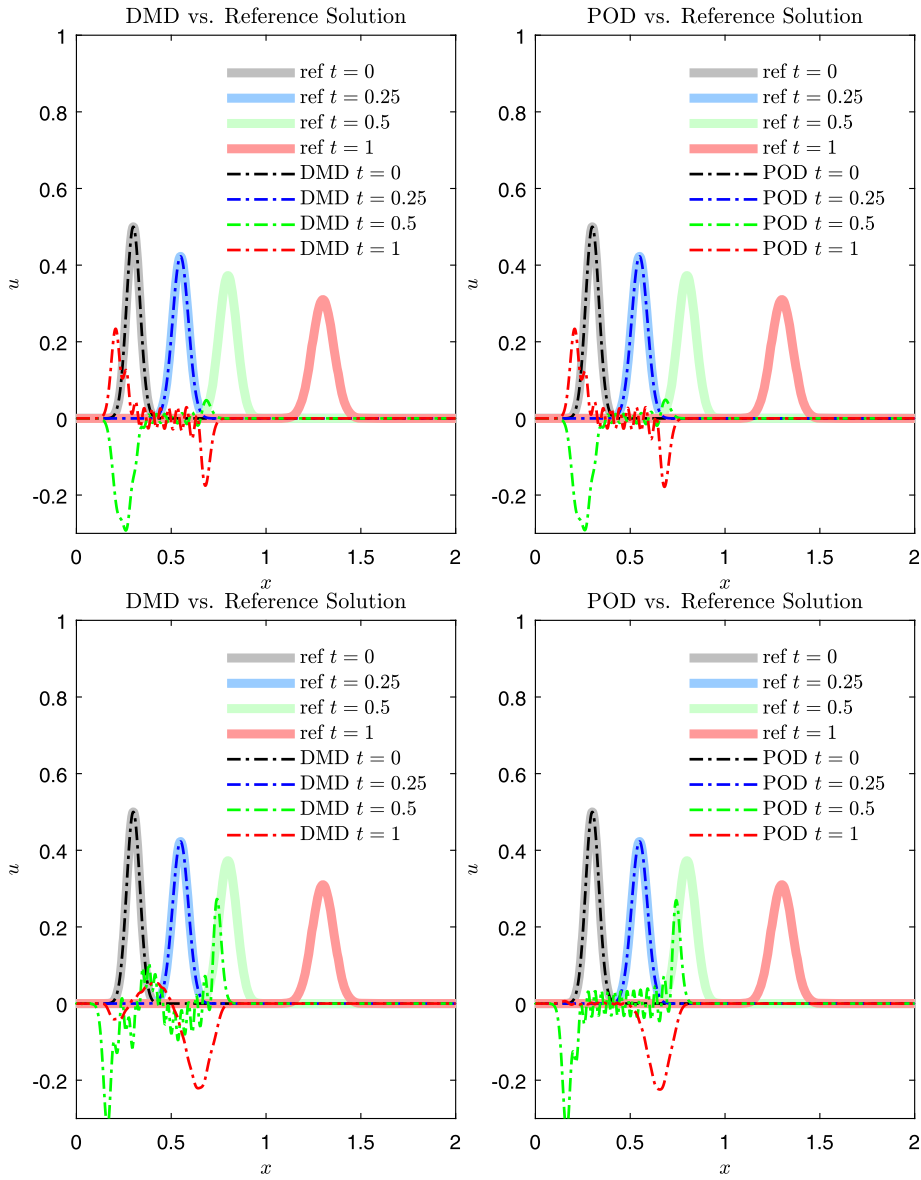 DMD vs. Reference Solution
1
0.8
0.6
0.4
0.2
0
-0.2
u
0
0.5
1
1.5
2
x
ref t = 0
ref t = 0.25
ref t = 0.5
ref t = 1
DMD t = 0
DMD t = 0.25
DMD t = 0.5
DMD t = 1
POD vs. Reference Solution
1
0.8
0.6
0.4
0.2
0
-0.2
u
0
0.5
1
1.5
2
x
ref t = 0
ref t = 0.25
ref t = 0.5
ref t = 1
POD t = 0
POD t = 0.25
POD t = 0.5
POD t = 1
DMD vs. Reference Solution
1
0.8
0.6
0.4
0.2
0
-0.2
u
0
0.5
1
1.5
2
x
ref t = 0
ref t = 0.25
ref t = 0.5
ref t = 1
DMD t = 0
DMD t = 0.25
DMD t = 0.5
DMD t = 1
POD vs. Reference Solution
1
0.8
0.6
0.4
0.2
0
-0.2
u
0
0.5
1
1.5
2
x
ref t = 0
ref t = 0.25
ref t = 0.5
ref t = 1
POD t = 0
POD t = 0.25
POD t = 0.5
POD t = 1